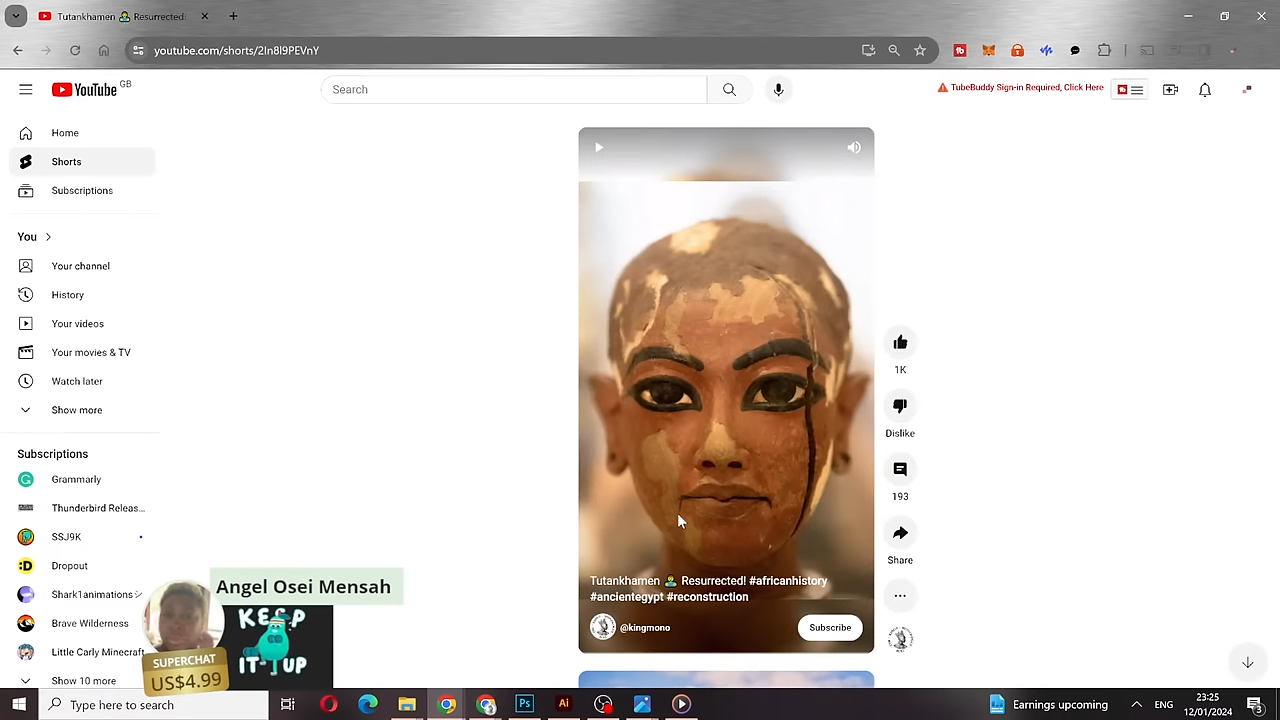 Tutankhamen 🧟‍♂️ Resurrected!
youtube.com/shorts/2In8l9PEVnY
YouTube GB
Search
TubeBuddy Sign-in Required, Click Here
Home
Shorts
Subscriptions
You
Your channel
History
Your videos
Your movies & TV
Watch later
Show more
Subscriptions
Grammarly
Thunderbird Releas...
SSJ9K
Dropout
Shark1animations
Brave Wilderness
Little Carly Minecraft
Show 10 more
1K
Dislike
193
Share
Tutankhamen 🧟‍♂️ Resurrected! #africanhistory
#ancientegypt #reconstruction
@kingmono
Subscribe
Angel Osei Mensah
KEEP
IT UP
SUPERCHAT
US$4.99
Type here to search
Ps
Ai
Earnings upcoming
ENG
23:25
12/01/2024
3